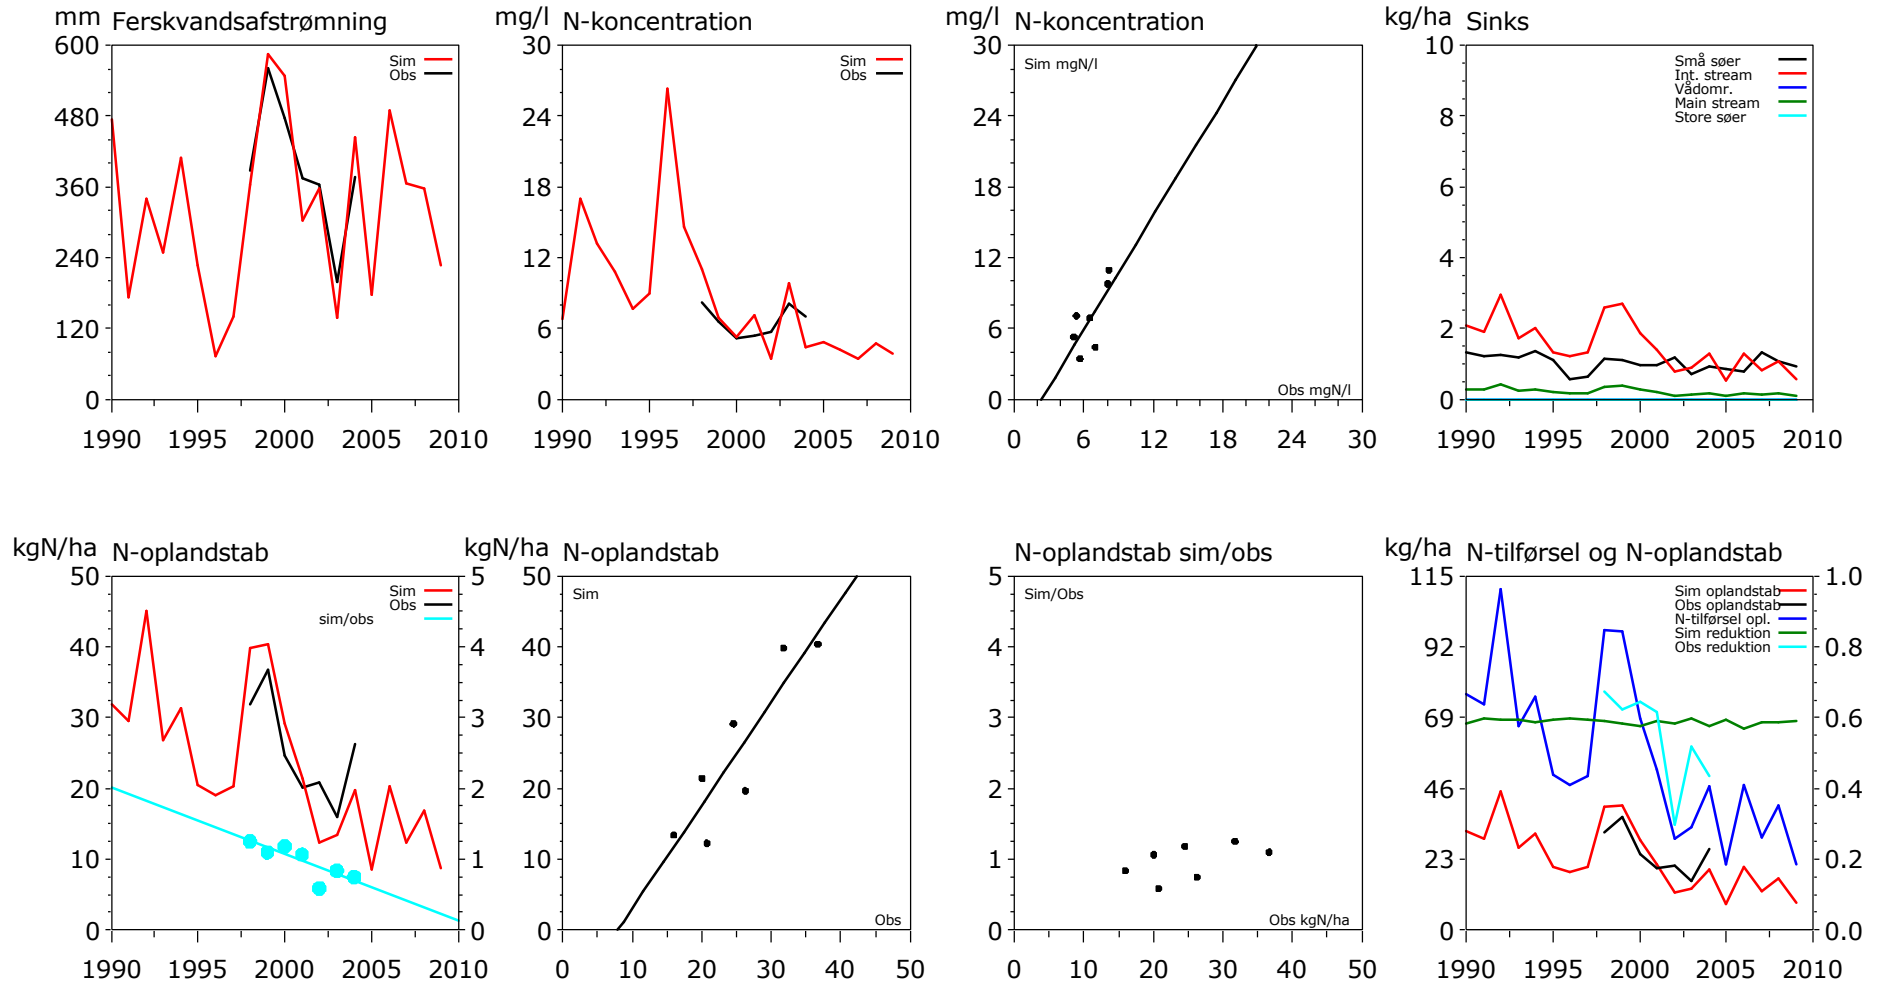 mm Ferskvandsafstrømning
600
480
360
240
120
0
1990 1995 2000 2005 2010
Sim
Obs
mg/l N-koncentration
30
24
18
12
6
0
1990 1995 2000 2005 2010
Sim
Obs
mg/l N-koncentration
30
24
18
12
6
0
0 6 12 18 24 30
Sim mgN/l
Obs mgN/l
kg/ha Sinks
10
8
6
4
2
0
1990 1995 2000 2005 2010
Små søer
Int. stream
Vådomr.
Main stream
Store søer
kgN/ha N-oplandstab
50
40
30
20
10
0
1990 1995 2000 2005 2010
Sim
Obs
sim/obs
5
4
3
2
1
0
kgN/ha N-oplandstab
50
40
30
20
10
0
0 10 20 30 40 50
Sim
Obs
N-oplandstab sim/obs
5
4
3
2
1
0
0 10 20 30 40 50
Sim/Obs
Obs kgN/ha
kg/ha N-tilførsel og N-oplandstab
115
92
69
46
23
0
1990 1995 2000 2005 2010
Sim oplandstab
Obs oplandstab
N-tilførsel opl.
Sim reduktion
Obs reduktion
1.0
0.8
0.6
0.4
0.2
0.0